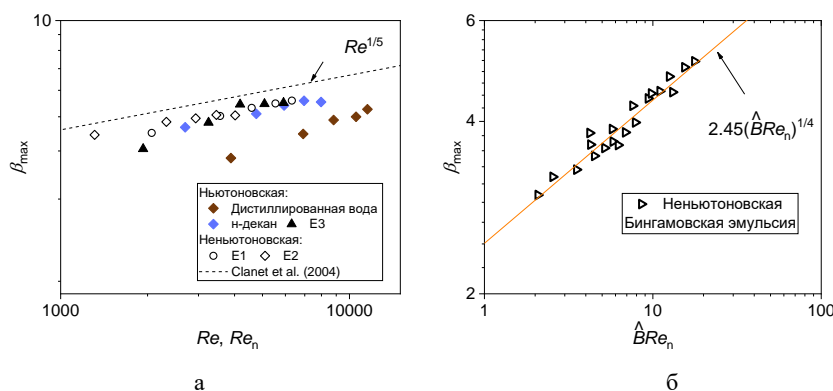 10
Re^{1/5}
β_max
2
Ньютоновская:
Дистиллированная вода
н-декан E3
Неньютоновская:
E1 E2
Clanet et al. (2004)
1000 10000
Re, Re_n
а
6
4
β_max
2.45(B̂Re_n)^{1/4}
Неньютоновская
Бингамовская эмульсия
2
1 10 100
B̂Re_n
б